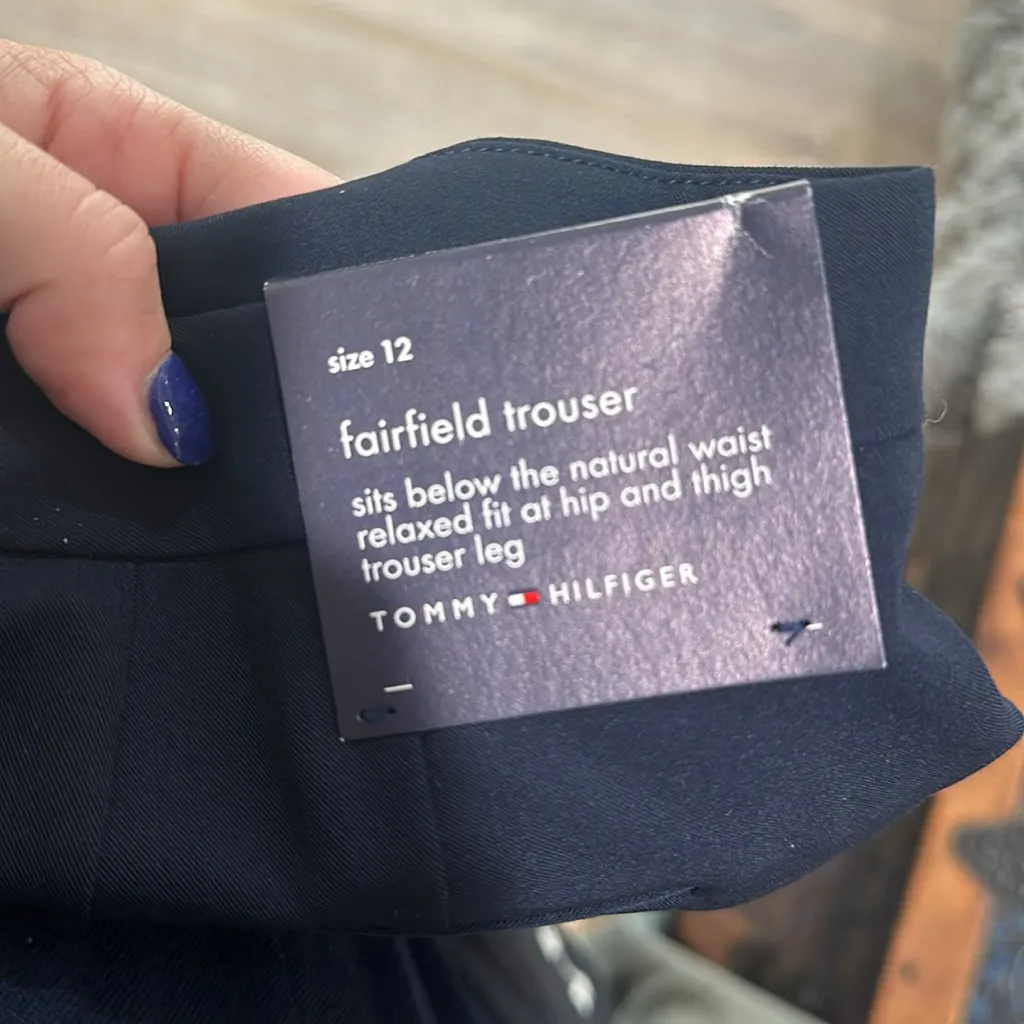 size 12
fairfield trouser
sits below the natural waist
relaxed fit at hip and thigh
trouser leg
TOMMY HILFIGER